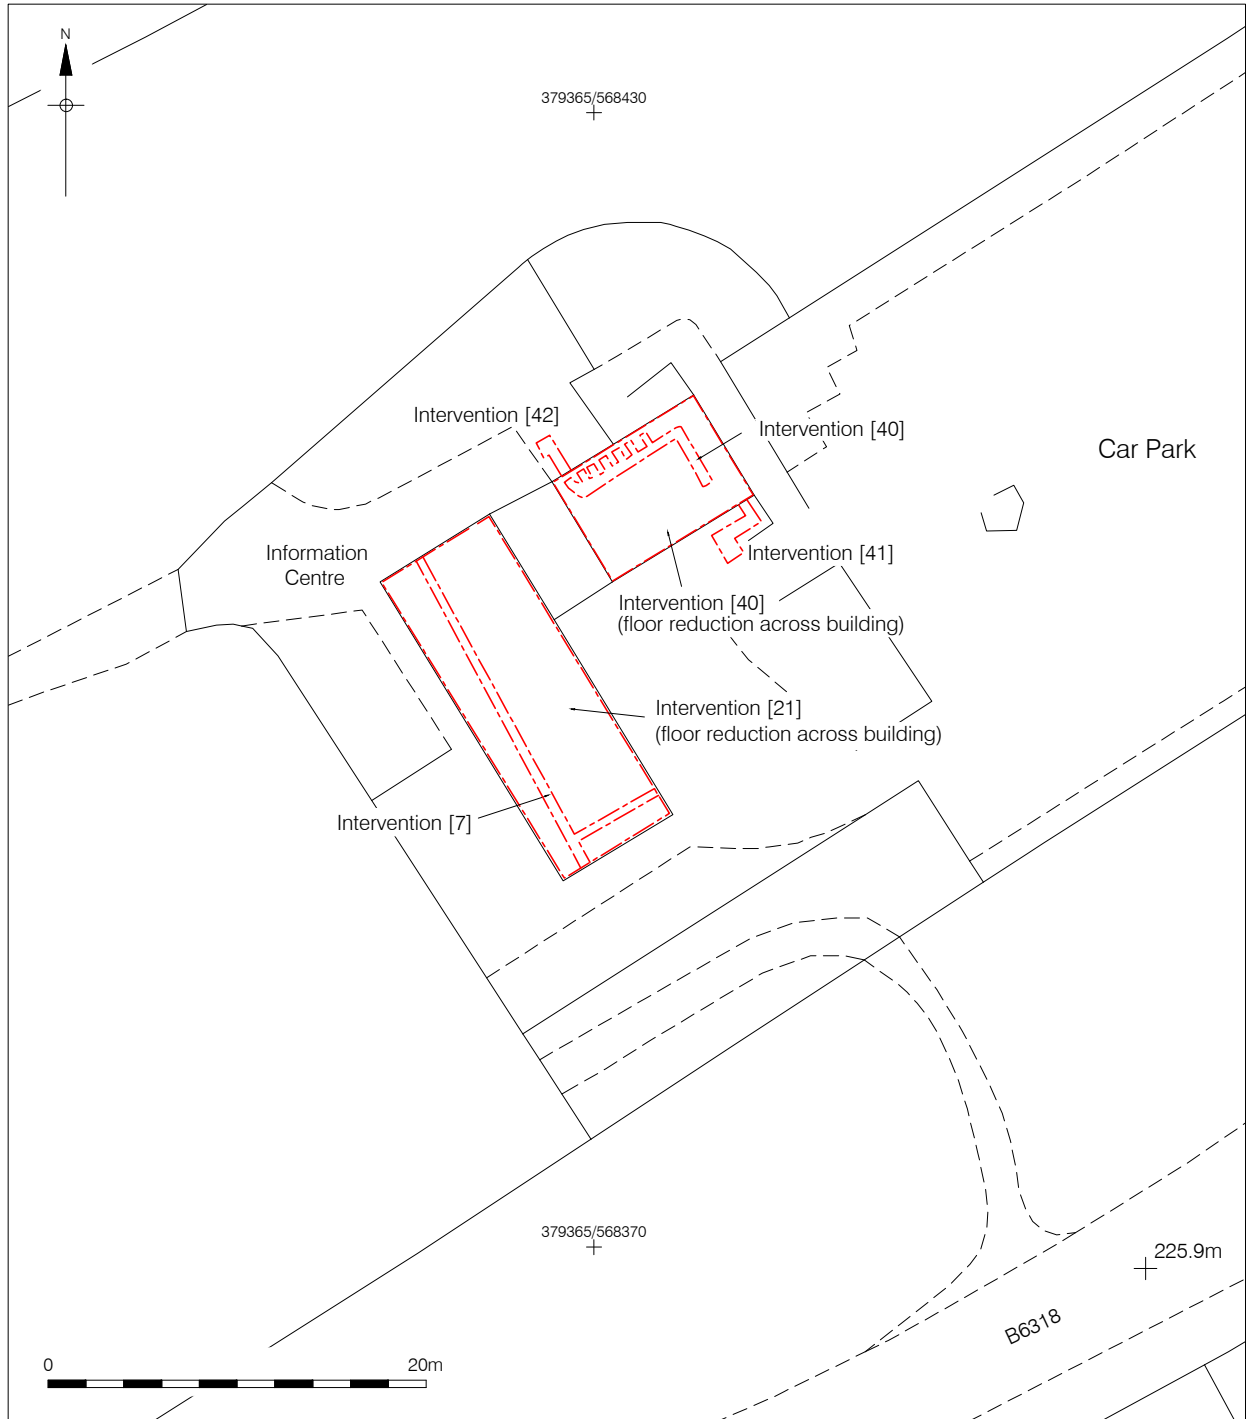 N
379365/568430
Intervention [42]
Intervention [40]
Car Park
Information
Centre
Intervention [41]
Intervention [40]
(floor reduction across building)
Intervention [21]
(floor reduction across building)
Intervention [7]
379365/568370
225.9m
B6318
0
20m